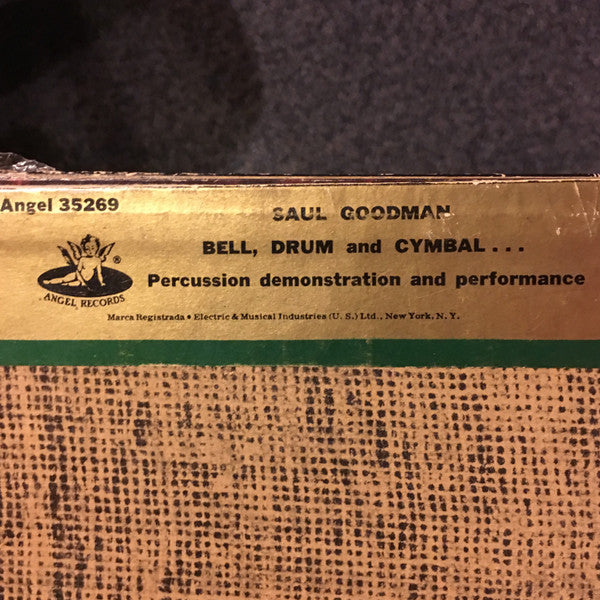 Angel 35269
SAUL GOODMAN
BELL, DRUM and CYMBAL...
Percussion demonstration and performance
®
ANGEL RECORDS
Marca Registrada • Electric & Musical Industries (U. S.) Ltd., New York, N. Y.